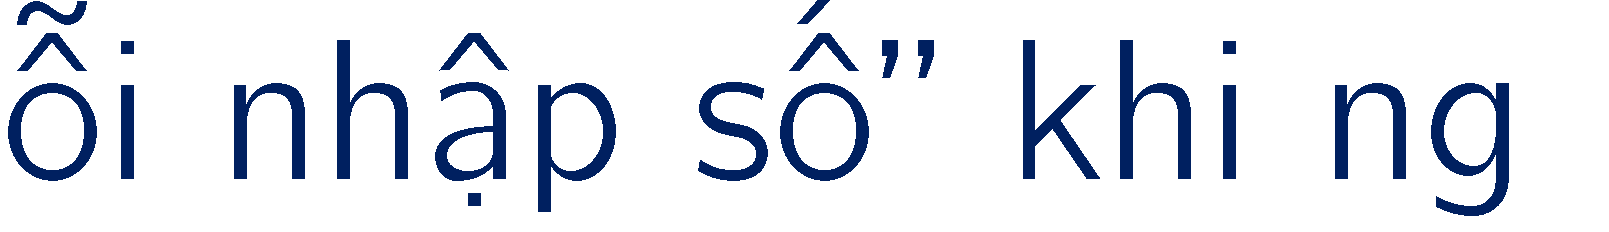 ỗi nhập số” khi ng